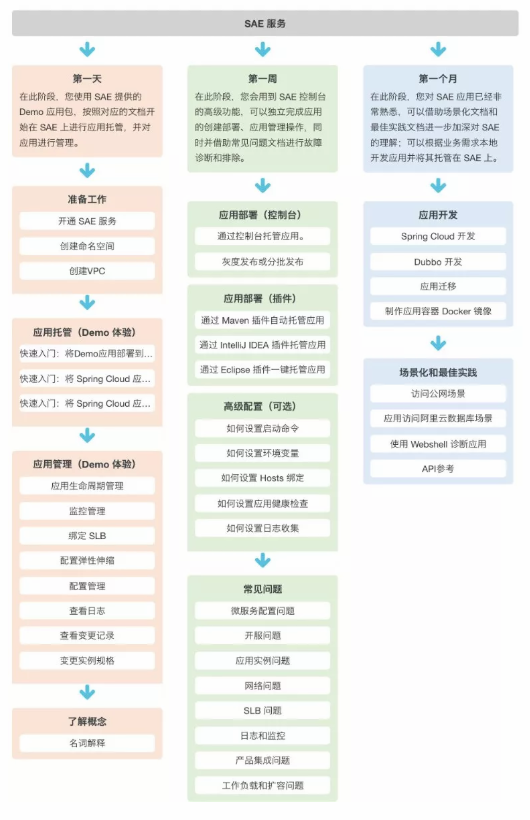 SAE 服务
第一天
在此阶段，您使用 SAE 提供的
Demo 应用包，按照对应的文档开
始在 SAE 上进行应用托管，并对
应用进行管理。
准备工作
开通 SAE 服务
创建命名空间
创建VPC
应用托管（Demo 体验）
快速入门：将Demo应用部署到...
快速入门：将 Spring Cloud 应...
快速入门：将 Spring Cloud 应...
应用管理（Demo 体验）
应用生命周期管理
监控管理
绑定 SLB
配置弹性伸缩
配置管理
查看日志
查看变更记录
变更实例规格
了解概念
名词解释
第一周
在此阶段，您会用到 SAE 控制台
的高级功能，可以独立完成应用
的创建部署、应用管理操作，同
时并借助常见问题文档进行故障
诊断和排除。
应用部署（控制台）
通过控制台托管应用。
灰度发布或分批发布
应用部署（插件）
通过 Maven 插件自动托管应用
通过 IntelliJ IDEA 插件托管应用
通过 Eclipse 插件一键托管应用
高级配置（可选）
如何设置启动命令
如何设置环境变量
如何设置 Hosts 绑定
如何设置应用健康检查
如何设置日志收集
常见问题
微服务配置问题
开服问题
应用实例问题
网络问题
SLB 问题
日志和监控
产品集成问题
工作负载和扩容问题
第一个月
在此阶段，您对 SAE 应用已经非
常熟悉，可以借助场景化文档和
最佳实践文档进一步加深对 SAE
的理解；可以根据业务需求本地
开发应用并将其托管在 SAE 上。
应用开发
Spring Cloud 开发
Dubbo 开发
应用迁移
制作应用容器 Docker 镜像
场景化和最佳实践
访问公网场景
应用访问阿里云数据库场景
使用 Webshell 诊断应用
API参考